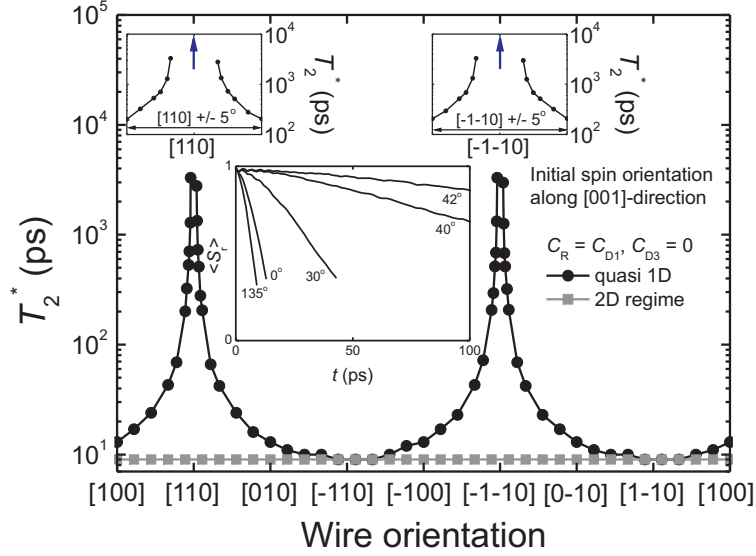 10^5
10^4
10^3
10^2
10^1
T_2^* (ps)
10^4
10^3
10^2
T_2^* (ps)
[110] +/- 5°
[110]
10^4
10^3
10^2
T_2^* (ps)
[-1-10] +/- 5°
[-1-10]
Initial spin orientation
along [001]-direction
C_R = C_D1, C_D3 = 0
quasi 1D
2D regime
1
<S_r>
0
42°
40°
30°
0°
135°
0 50 100
t (ps)
[100] [110] [010] [-110] [-100] [-1-10] [0-10] [1-10] [100]
Wire orientation